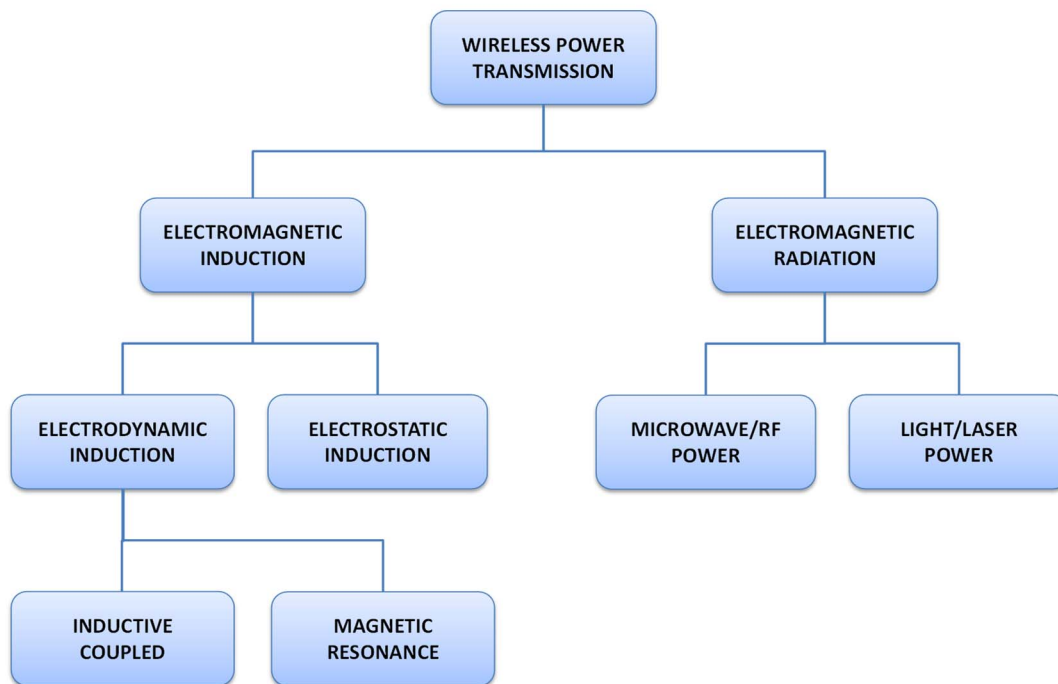 WIRELESS POWER
TRANSMISSION
ELECTROMAGNETIC
INDUCTION
ELECTROMAGNETIC
RADIATION
ELECTRODYNAMIC
INDUCTION
ELECTROSTATIC
INDUCTION
MICROWAVE/RF
POWER
LIGHT/LASER
POWER
INDUCTIVE
COUPLED
MAGNETIC
RESONANCE